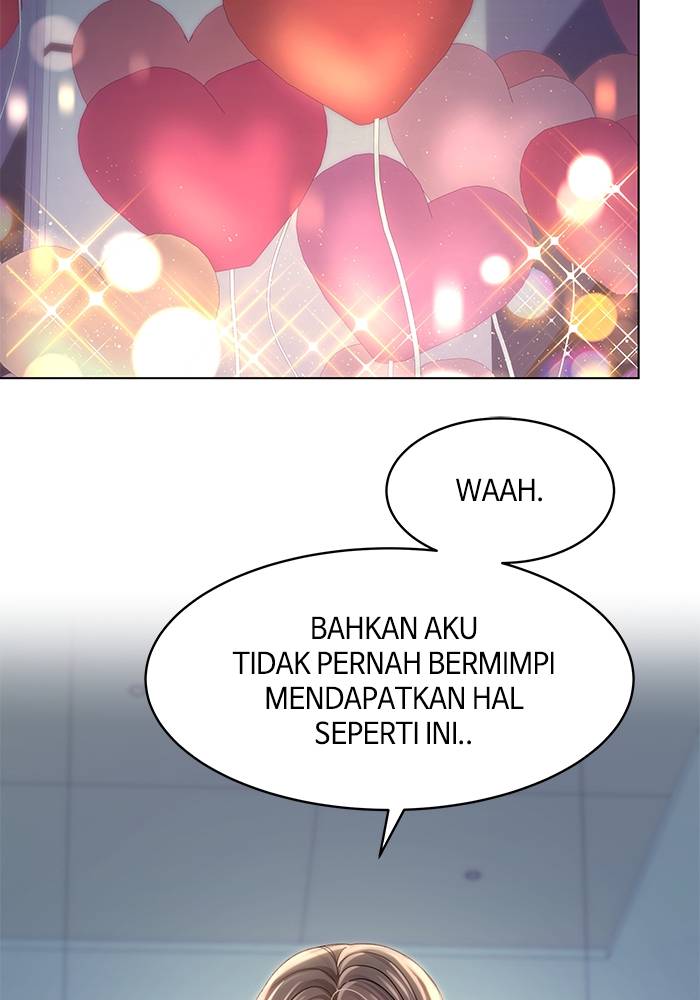 WAAH.
BAHKAN AKU
TIDAK PERNAH BERMIMPI
MENDAPATKAN HAL
SEPERTI INI..